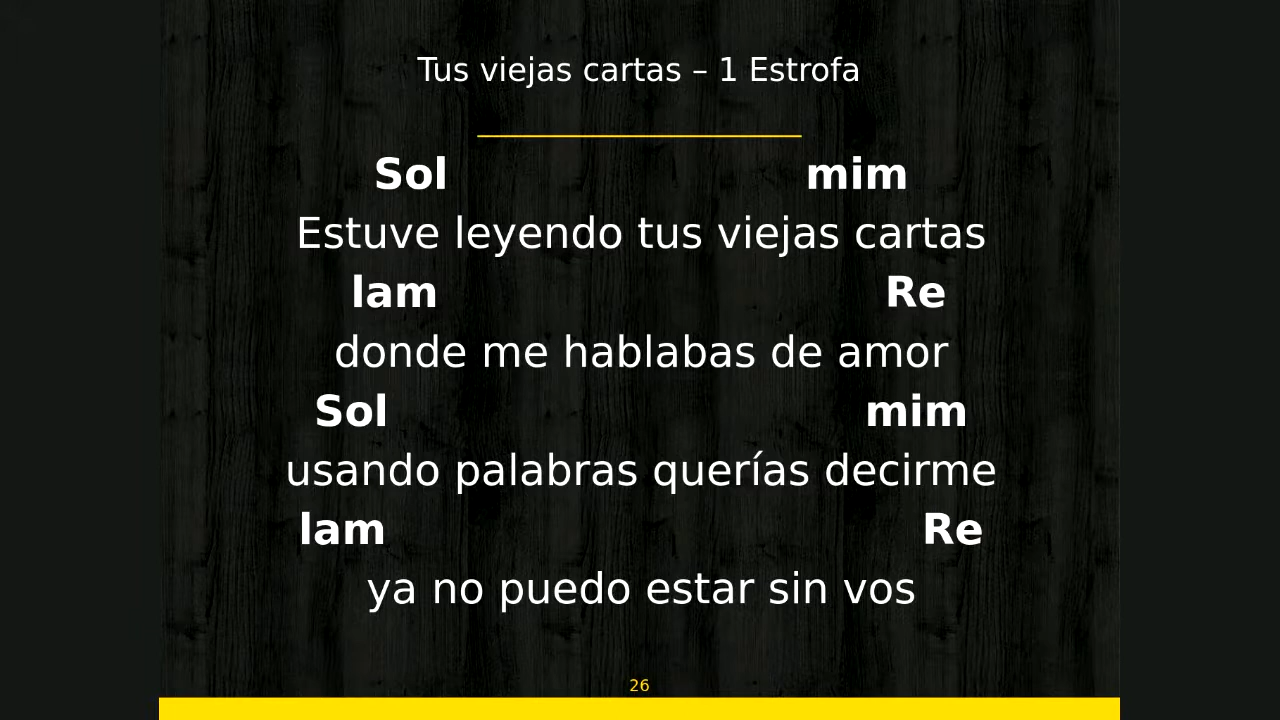 Tus viejas cartas – 1 Estrofa
Sol mim
Estuve leyendo tus viejas cartas
lam Re
donde me hablabas de amor
Sol mim
usando palabras querías decirme
lam Re
ya no puedo estar sin vos
26